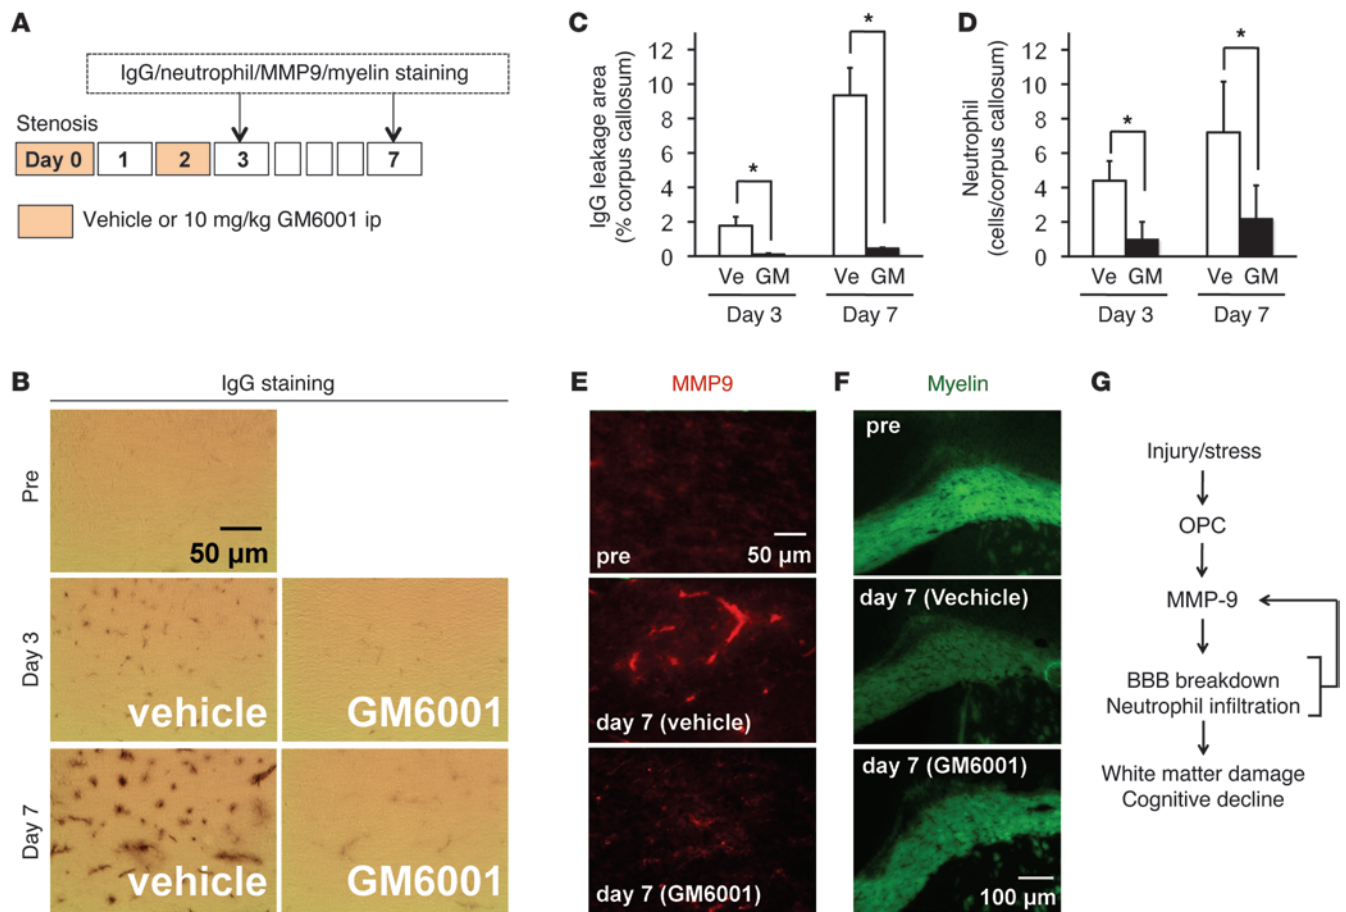 A
IgG/neutrophil/MMP9/myelin staining
Stenosis
Day 0
1
2
3
7
Vehicle or 10 mg/kg GM6001 ip
C
IgG leakage area
(% corpus callosum)
12
10
8
6
4
2
0
*
*
Ve GM
Ve GM
Day 3
Day 7
D
Neutrophil
(cells/corpus callosum)
12
10
8
6
4
2
0
*
*
Ve GM
Ve GM
Day 3
Day 7
B
IgG staining
Pre
50 μm
Day 3
vehicle
GM6001
Day 7
vehicle
GM6001
E
MMP9
pre
50 μm
day 7 (vehicle)
day 7 (GM6001)
F
Myelin
pre
day 7 (Vechicle)
day 7 (GM6001)
100 μm
G
Injury/stress
OPC
MMP-9
BBB breakdown
Neutrophil infiltration
White matter damage
Cognitive decline